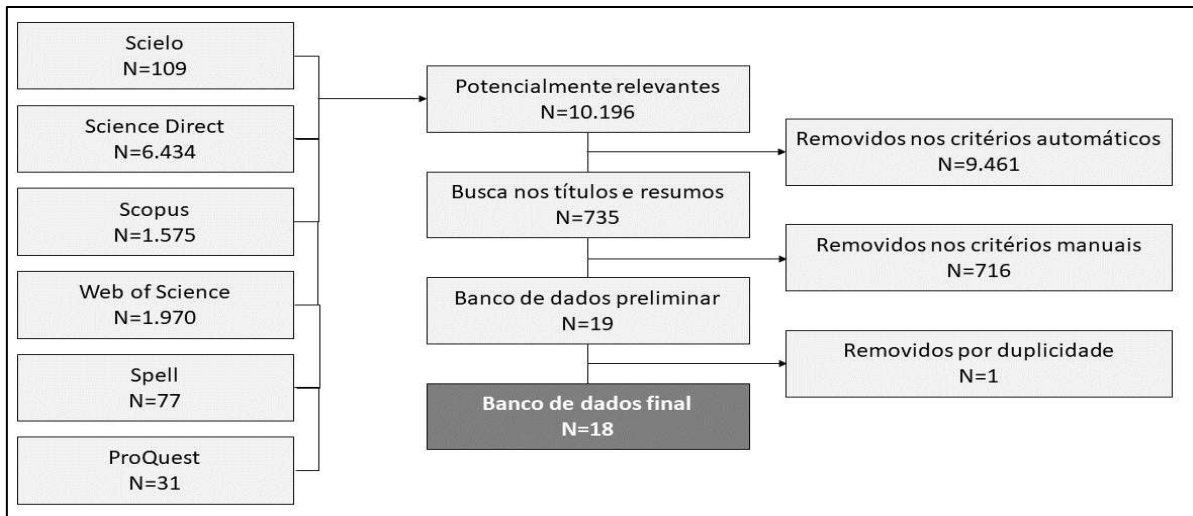 Scielo
N=109
Science Direct
N=6.434
Scopus
N=1.575
Web of Science
N=1.970
Spell
N=77
ProQuest
N=31
Potencialmente relevantes
N=10.196
Busca nos títulos e resumos
N=735
Banco de dados preliminar
N=19
Banco de dados final
N=18
Removidos nos critérios automáticos
N=9.461
Removidos nos critérios manuais
N=716
Removidos por duplicidade
N=1